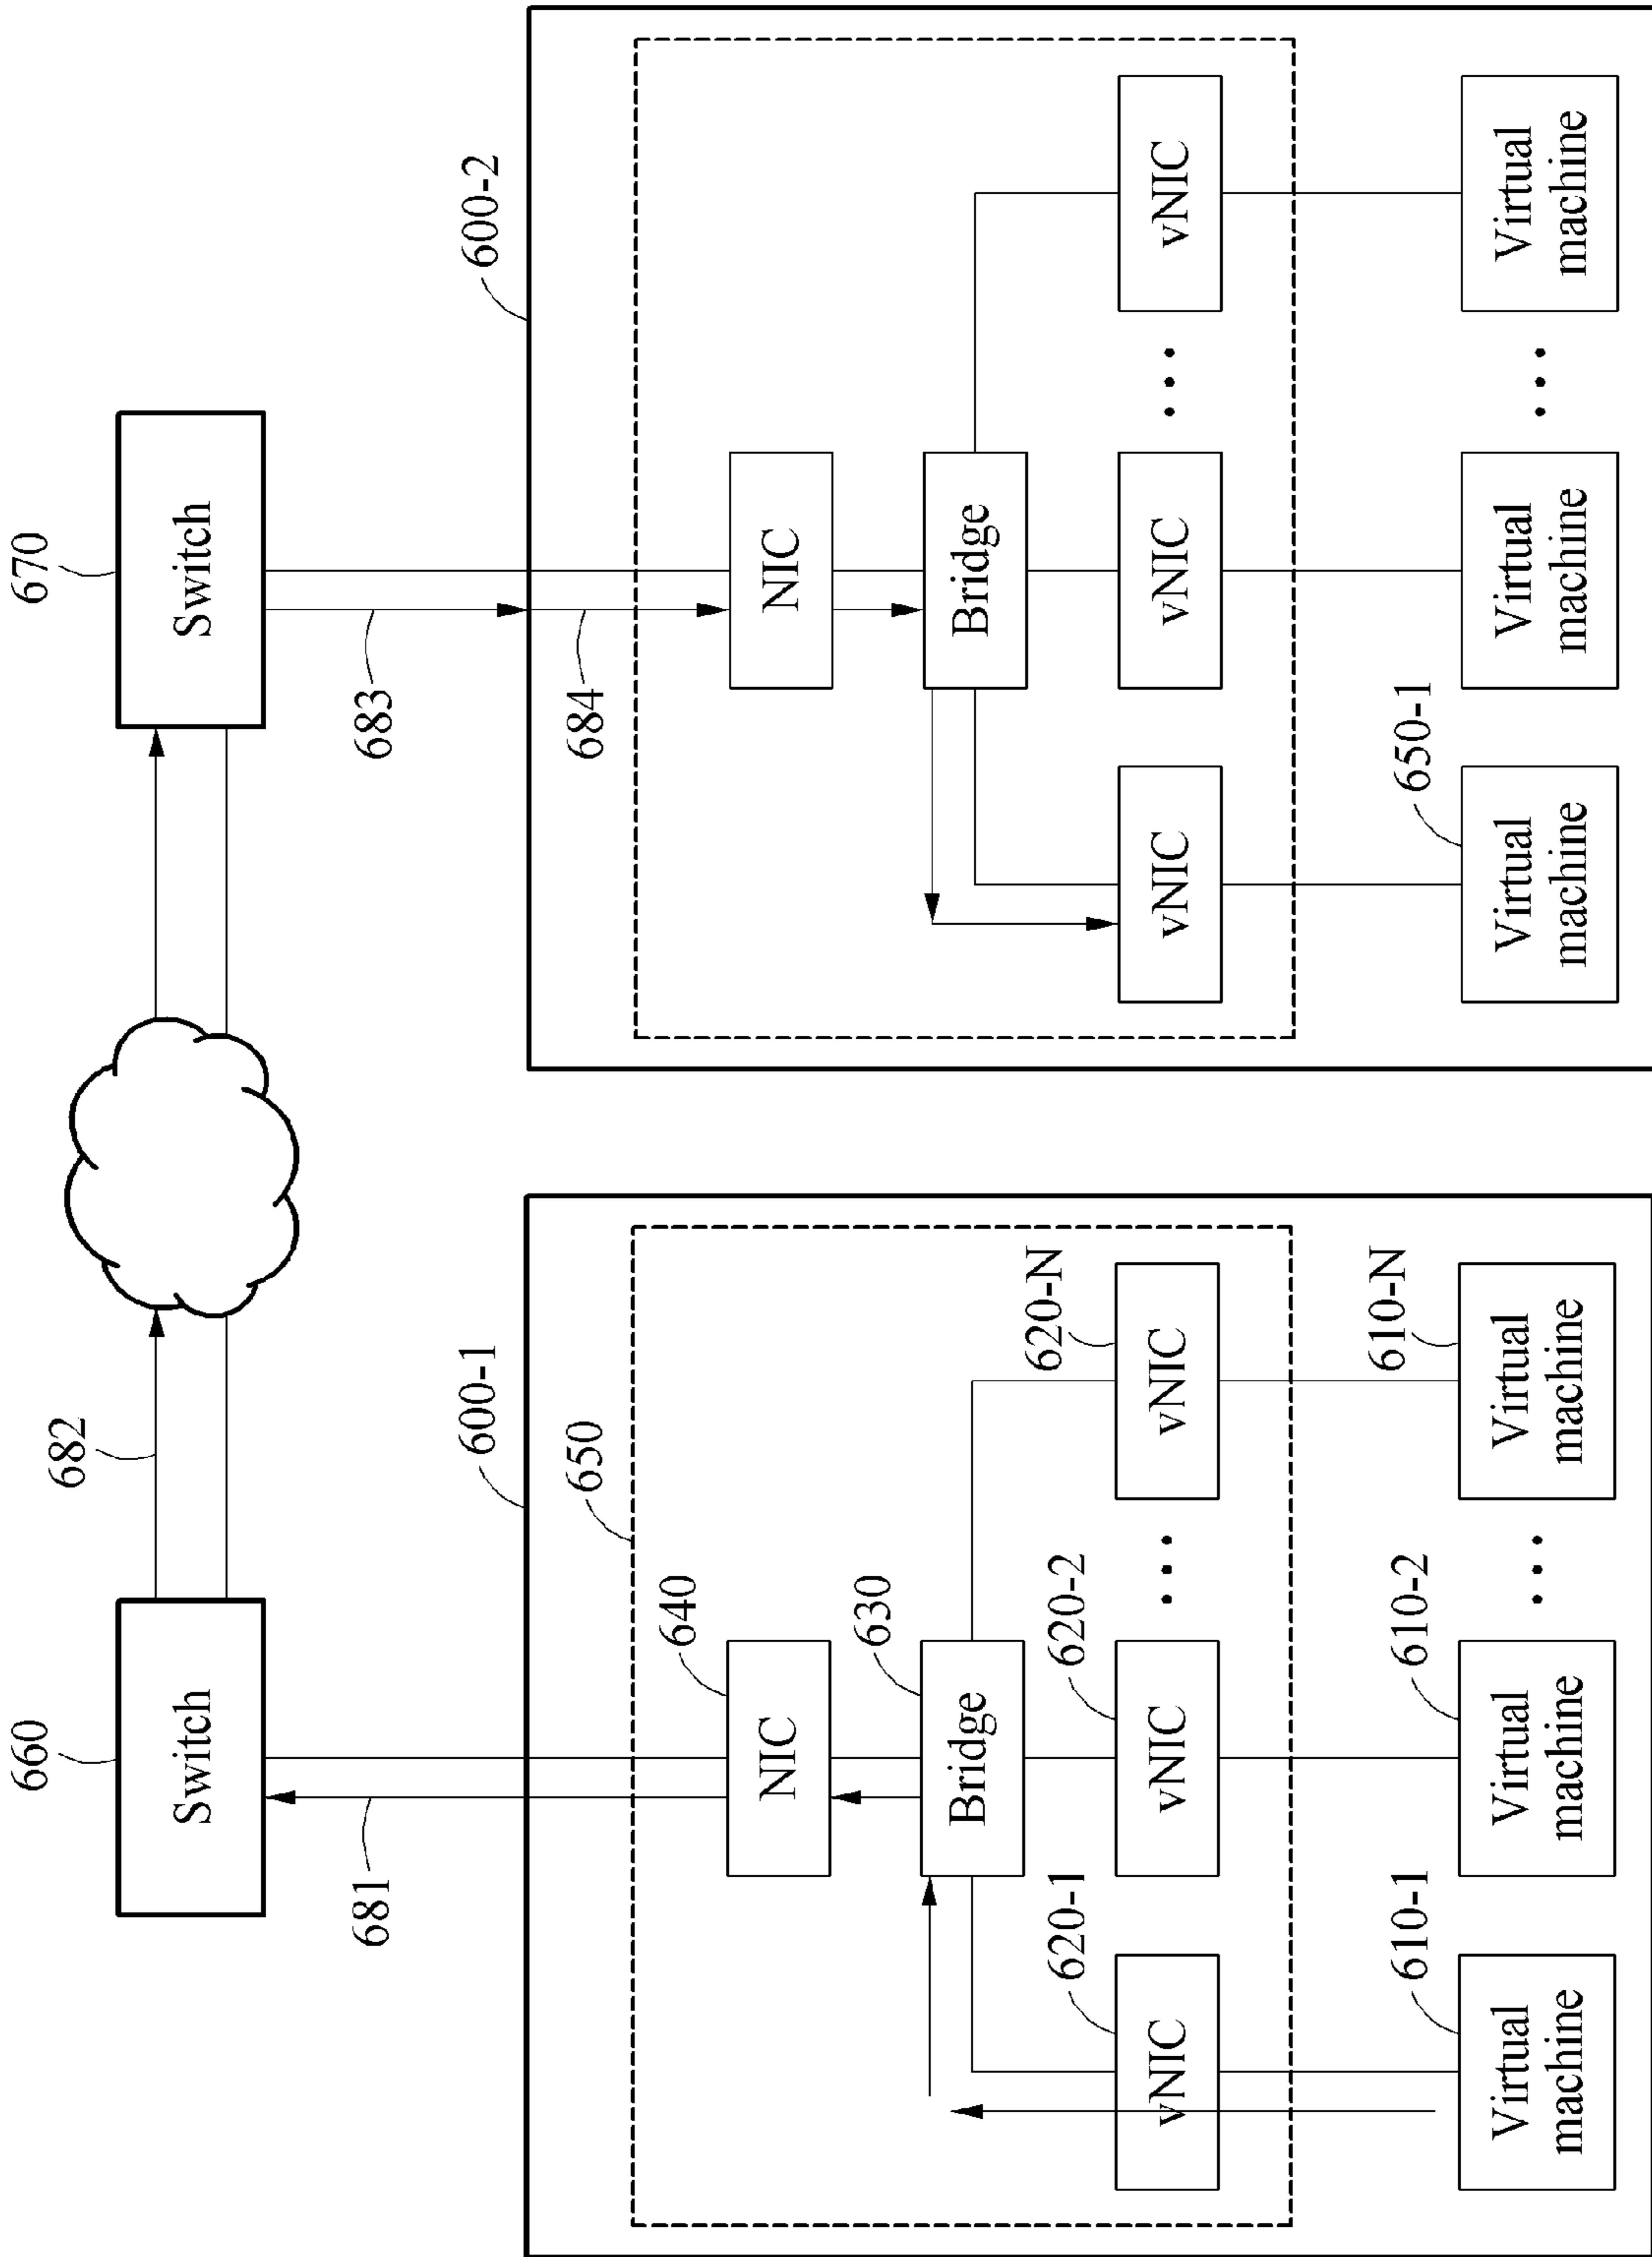 660
Switch
682
670
Switch
681
683
600-1
600-2
650
684
640
NIC
NIC
630
Bridge
Bridge
620-1
vNIC
620-2
vNIC
...
620-N
vNIC
vNIC
vNIC
...
vNIC
610-1
Virtual
machine
610-2
Virtual
machine
...
610-N
Virtual
machine
650-1
Virtual
machine
Virtual
machine
...
Virtual
machine